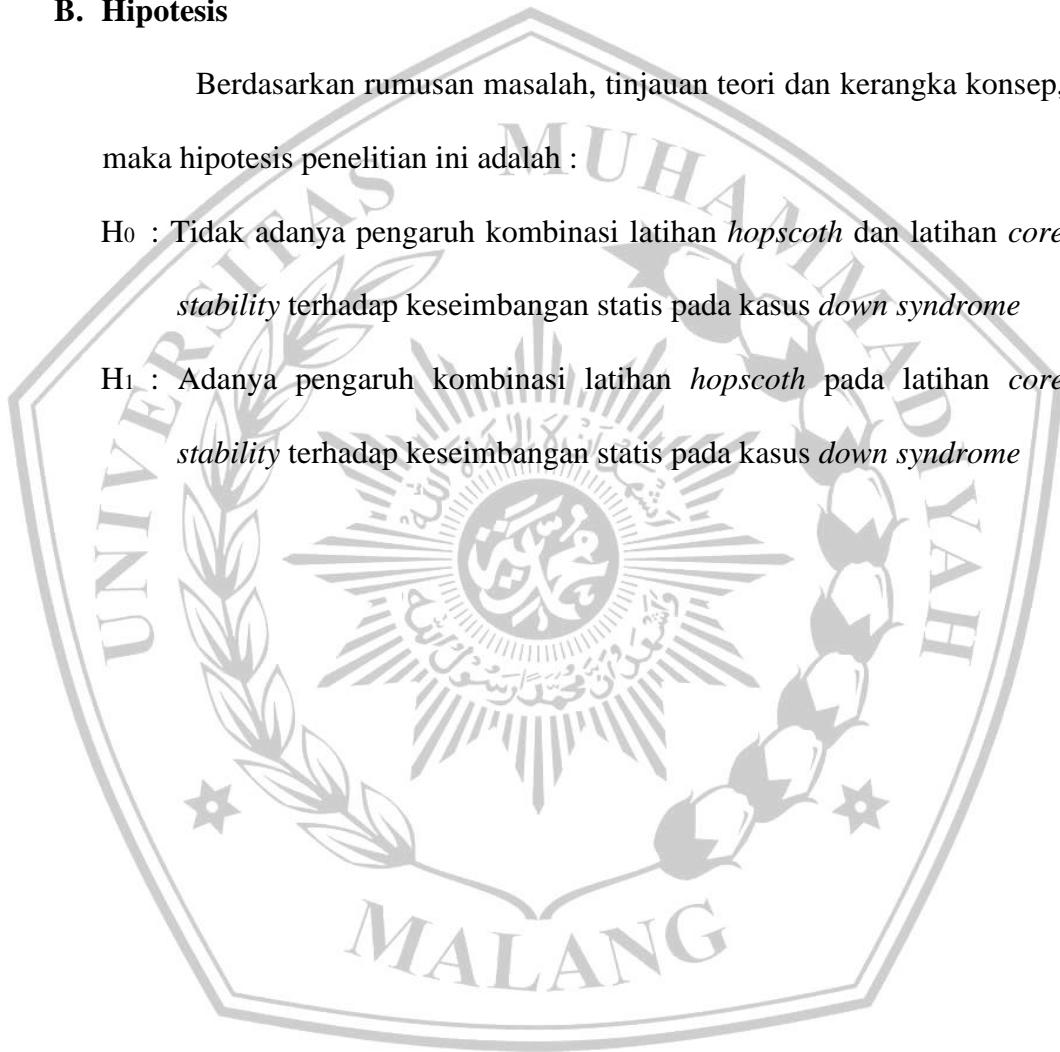 B. Hipotesis
Berdasarkan rumusan masalah, tinjauan teori dan kerangka konsep,
maka hipotesis penelitian ini adalah :
H0 : Tidak adanya pengaruh kombinasi latihan hopscoth dan latihan core
stability terhadap keseimbangan statis pada kasus down syndrome
H1 : Adanya pengaruh kombinasi latihan hopscoth pada latihan core
stability terhadap keseimbangan statis pada kasus down syndrome
UNIVERSITAS MUHAMMADIYAH
MALANG